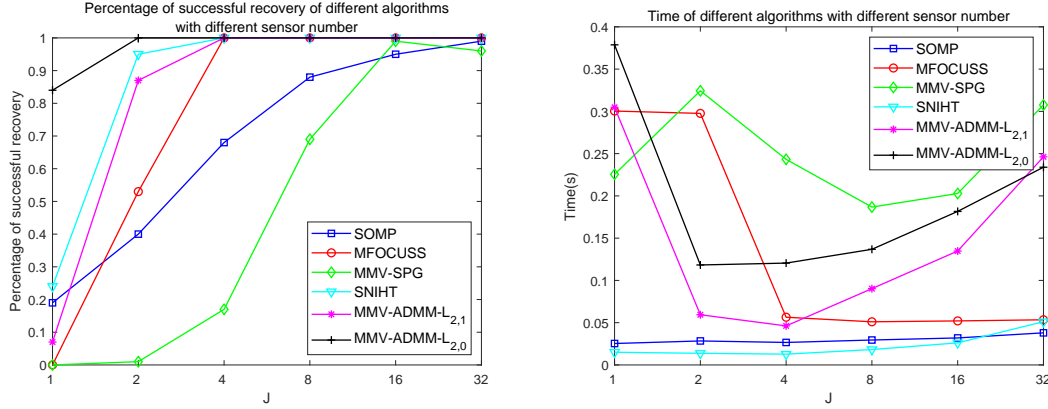 Percentage of successful recovery of different algorithms
with different sensor number
Percentage of successful recovery
1
0.9
0.8
0.7
0.6
0.5
0.4
0.3
0.2
0.1
0
1 2 4 8 16 32
J
SOMP
MFOCUSS
MMV-SPG
SNIHT
MMV-ADMM-L2,1
MMV-ADMM-L2,0
Time of different algorithms with different sensor number
Time(s)
0.4
0.35
0.3
0.25
0.2
0.15
0.1
0.05
0
1 2 4 8 16 32
J
SOMP
MFOCUSS
MMV-SPG
SNIHT
MMV-ADMM-L2,1
MMV-ADMM-L2,0